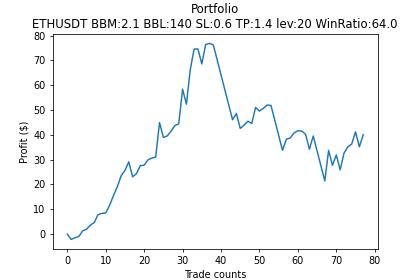 Portfolio
ETHUSDT BBM:2.1 BBL:140 SL:0.6 TP:1.4 lev:20 WinRatio:64.0
80
70
60
50
40
30
20
10
0
Profit ($)
0 10 20 30 40 50 60 70 80
Trade counts